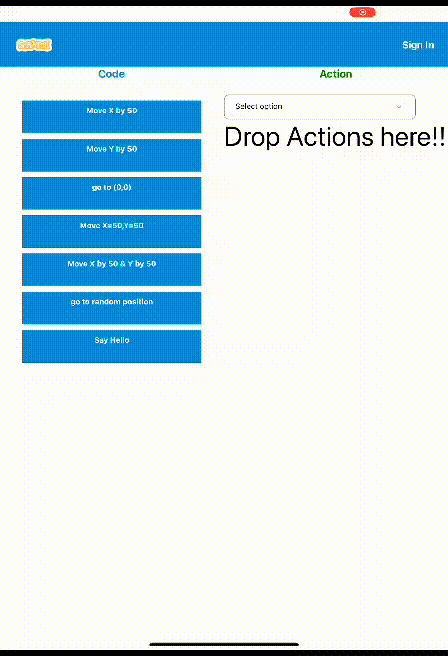 Sign In
Code
Action
Select option
Drop Actions here!!
Move X by 50
Move Y by 50
go to (0,0)
Move X=50,Y=50
Move X by 50 & Y by 50
go to random position
Say Hello